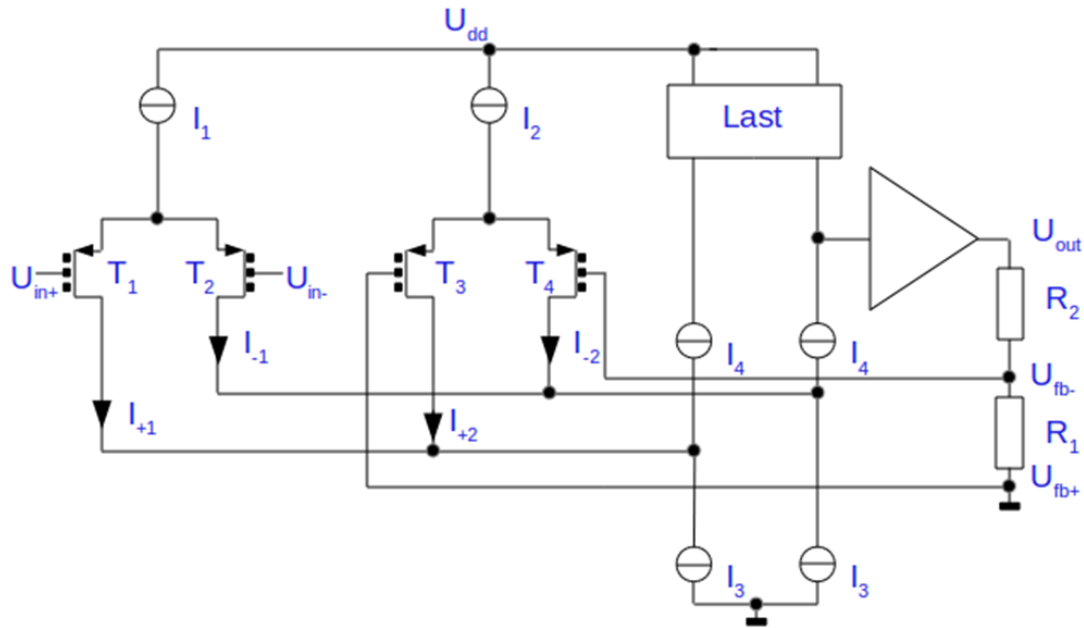 Udd
I1
I2
Last
Uin+
T1
T2
Uin-
T3
T4
Uout
R2
I-1
I-2
I4
I4
Ufb-
I+1
I+2
R1
Ufb+
I3
I3